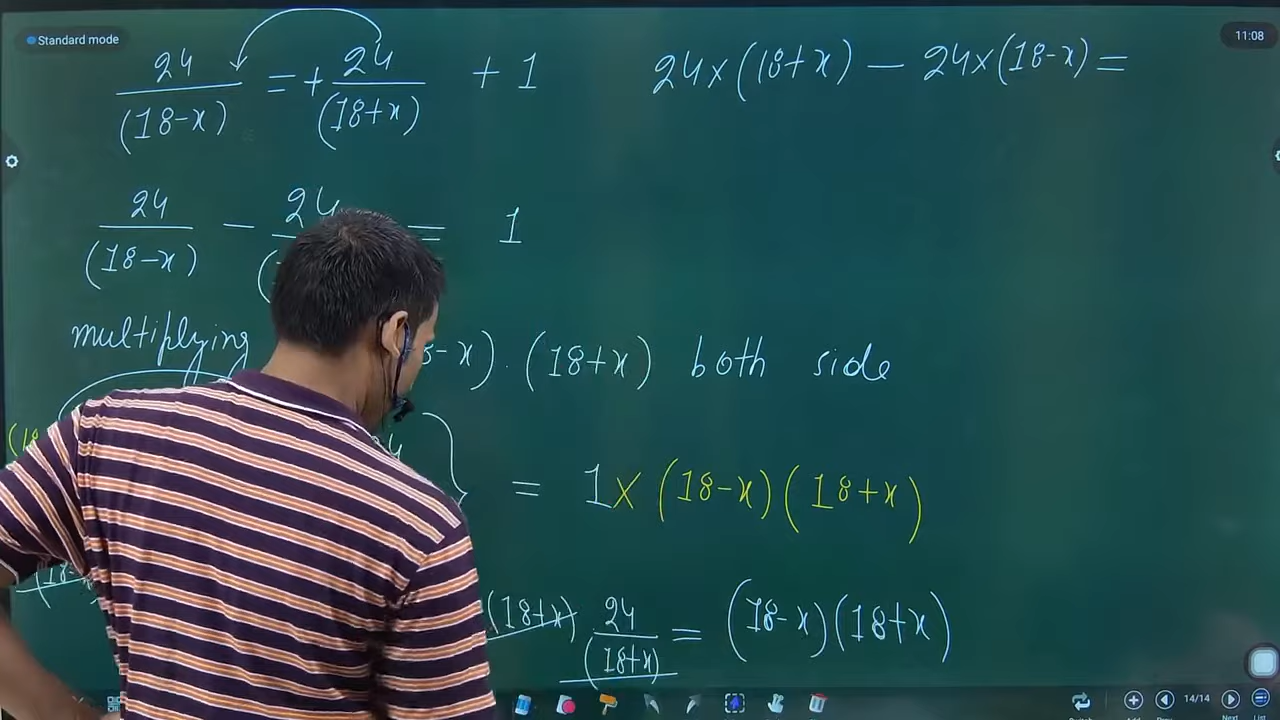 Standard mode
11:08
24/(18-x) = + 24/(18+x) + 1
24/(18-x) - 24 = 1
multiplying -x) . (18+x) both side
= 1 x (18-x)(18+x)
(18+x) 24/(18+x) = (18-x)(18+x)
24x(18+x) - 24x(18-x) =
14/14